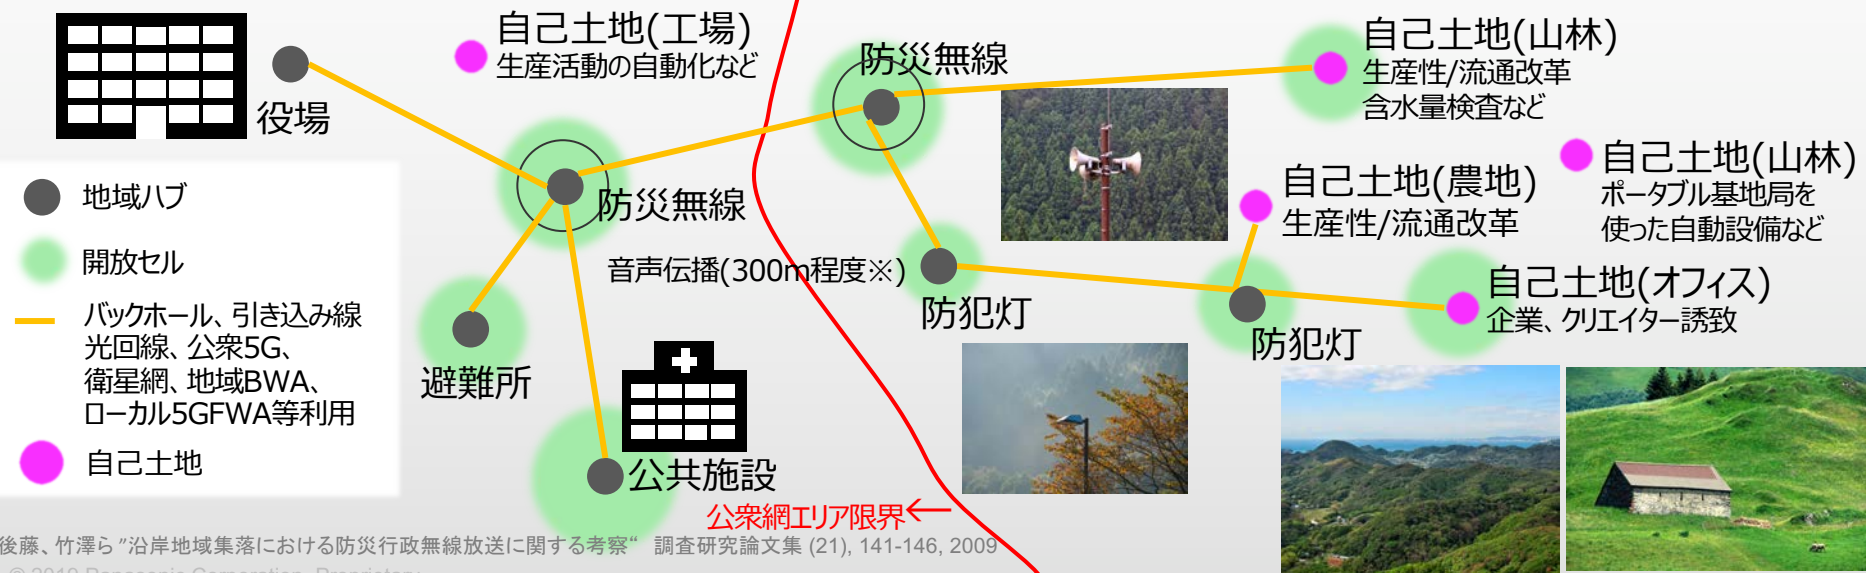 自己土地(工場)
生産活動の自動化など
役場
防災無線
自己土地(山林)
生産性/流通改革
含水量検査など
自己土地(山林)
ポータブル基地局を
使った自動設備など
自己土地(農地)
生産性/流通改革
防災無線
音声伝播(300m程度※)
防犯灯
防犯灯
自己土地(オフィス)
企業、クリエイター誘致
避難所
公共施設
公衆網エリア限界←
地域ハブ
開放セル
バックホール、引き込み線
光回線、公衆5G、
衛星網、地域BWA、
ローカル5GFWA等利用
自己土地
後藤、竹澤ら”沿岸地域集落における防災行政無線放送に関する考察“ 調査研究論文集 (21), 141-146, 2009
© 2019 Panasonic Corporation, Proprietary